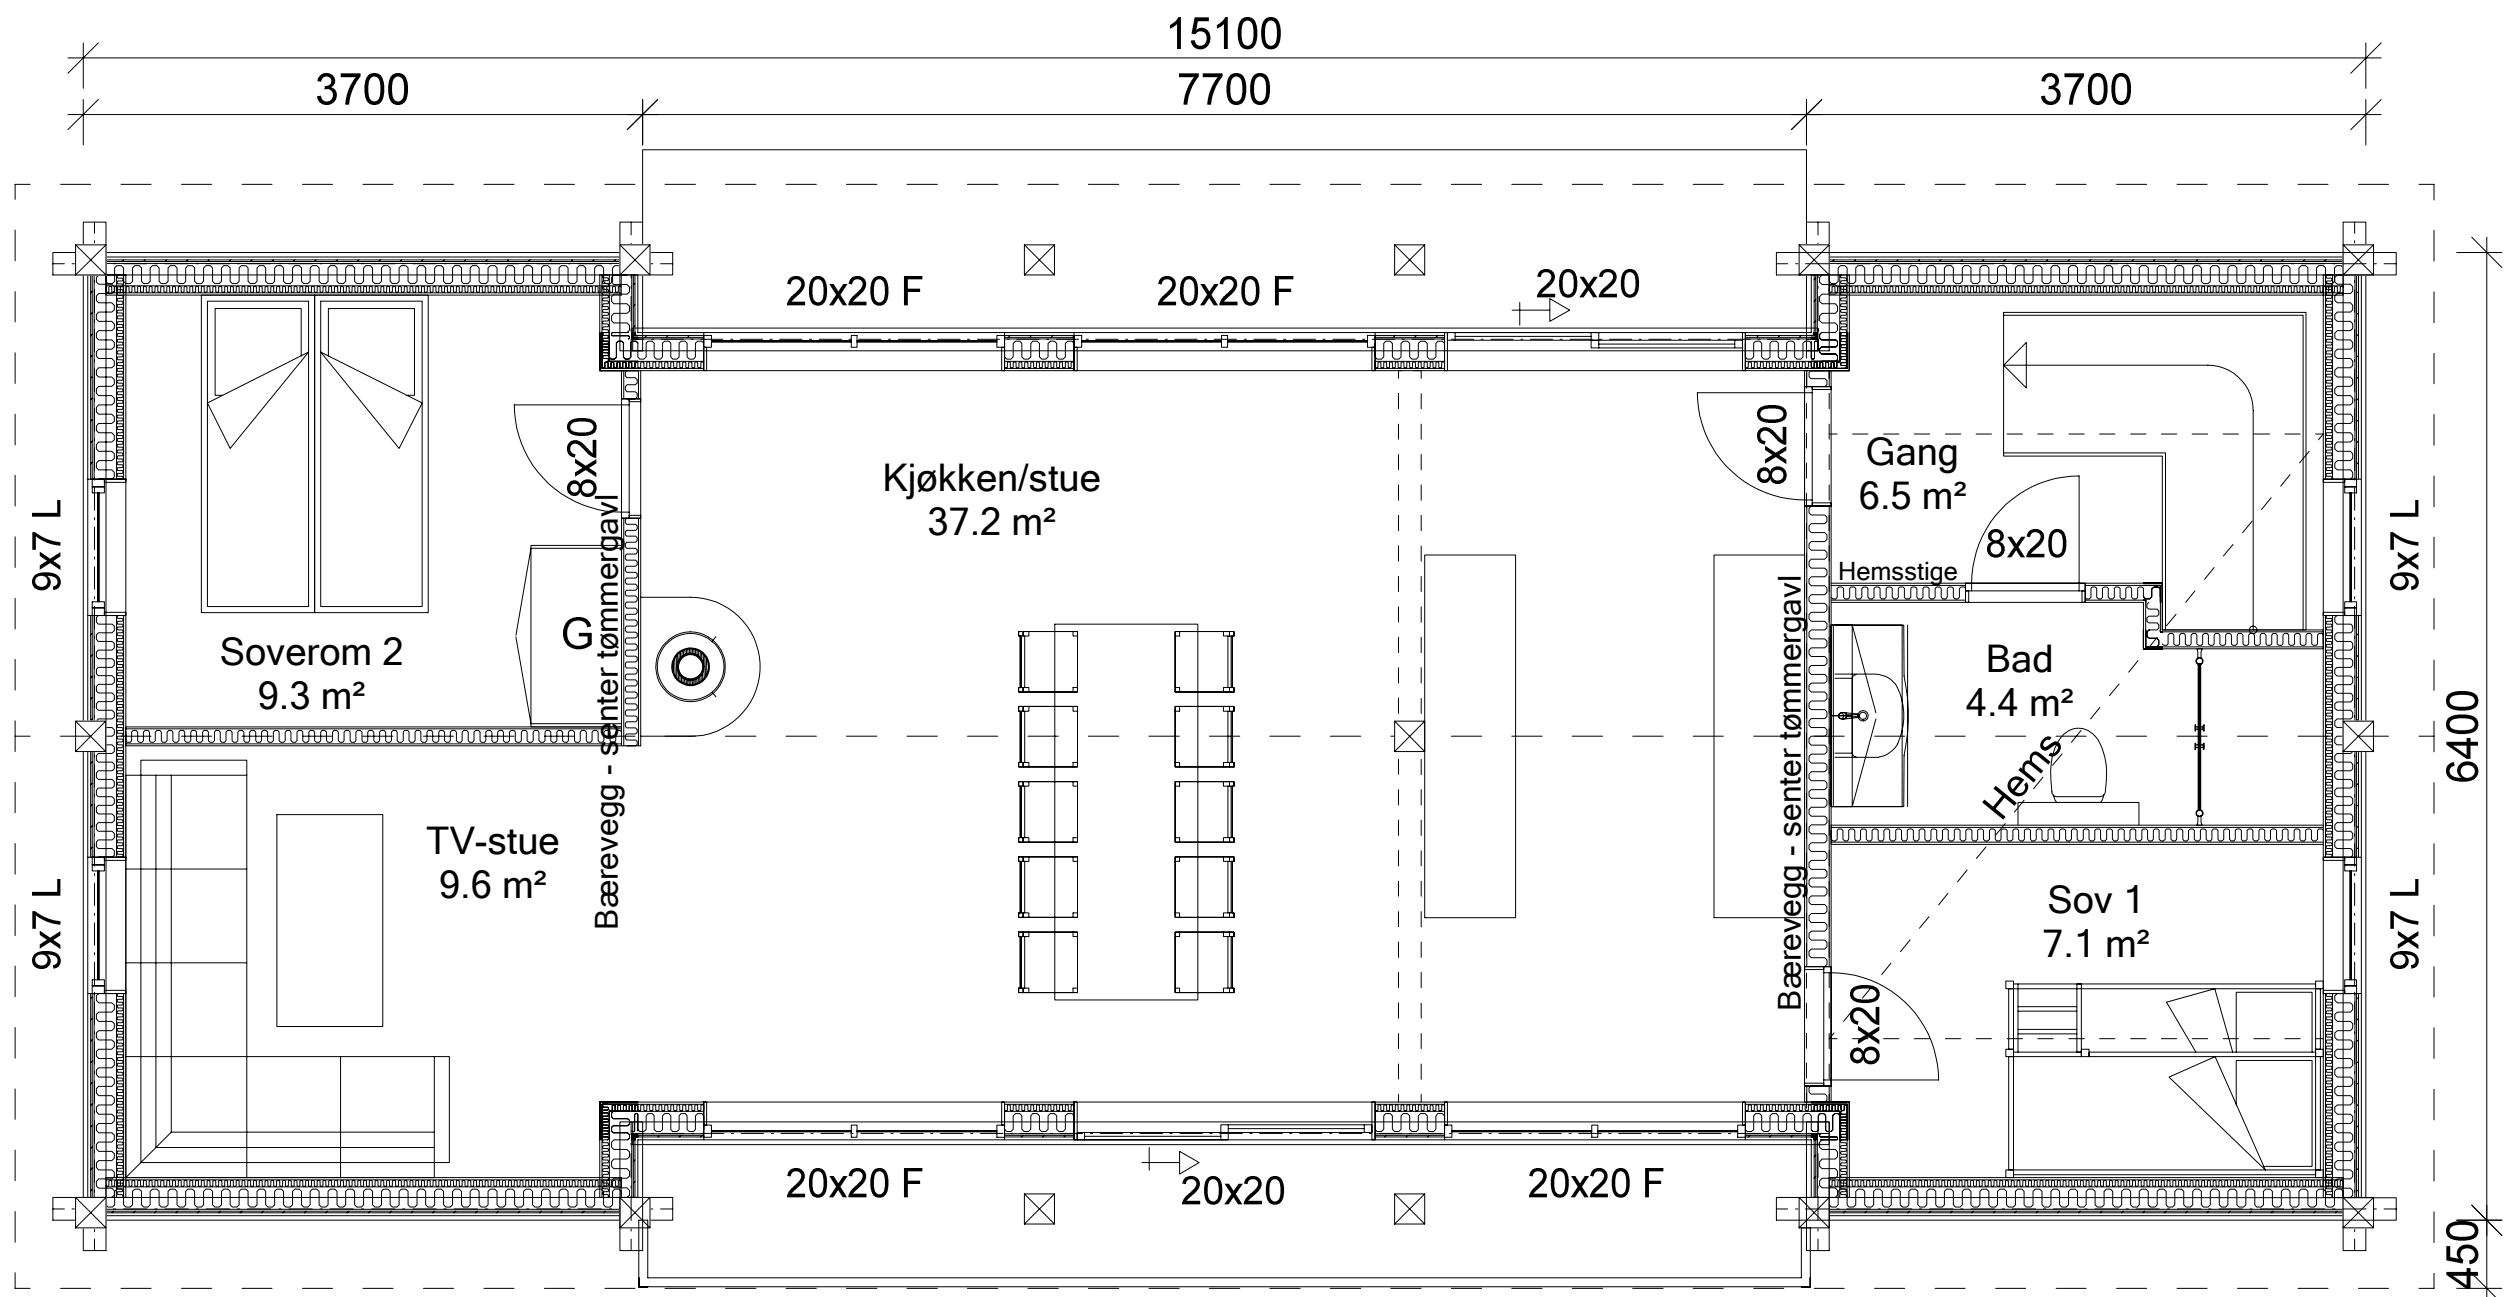 15100
3700
7700
3700
20x20 F
20x20 F
20x20
8x20
8x20
Kjøkken/stue
37.2 m²
Gang
6.5 m²
8x20
Hemsstige
9x7 L
9x7 L
G
Soverom 2
9.3 m²
Bad
4.4 m²
Hems
6400
Bærevegg - senter tømmergavl
Bærevegg - senter tømmergavl
TV-stue
9.6 m²
Sov 1
7.1 m²
9x7 L
9x7 L
8x20
20x20 F
20x20
20x20 F
450